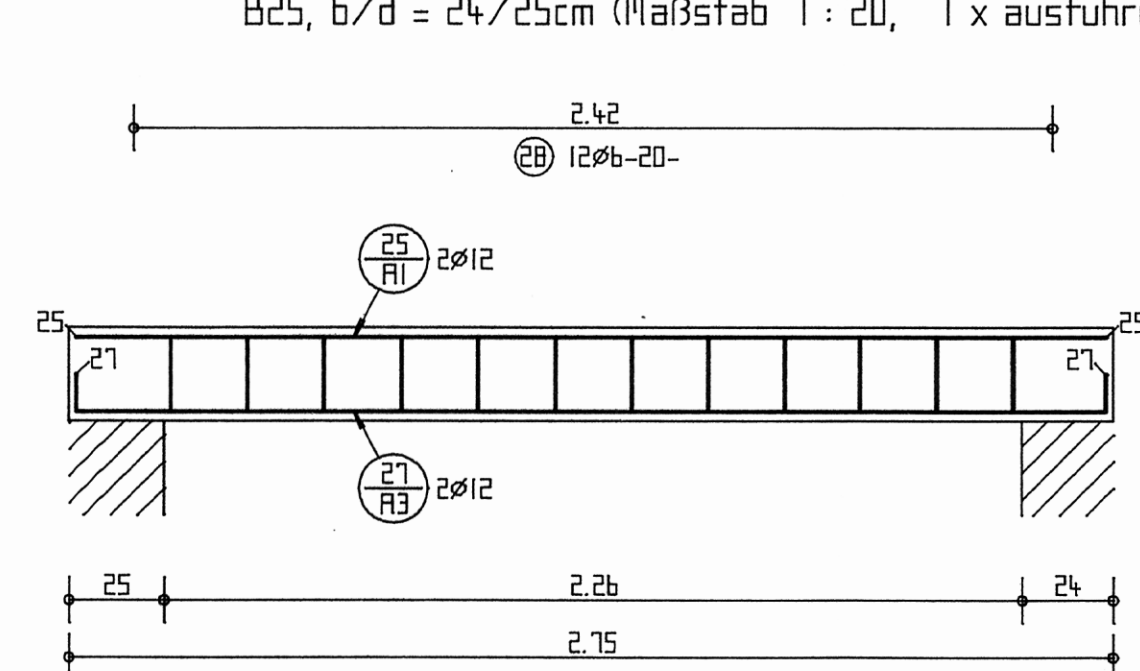 B25, b/d = 24/25cm (Maßstab 1 : 20, 1 x ausführ
2.42
28 12ø6-20-
25
A1 2ø12
25 25
27 27
27
A3 2ø12
25 2.26 24
2.75